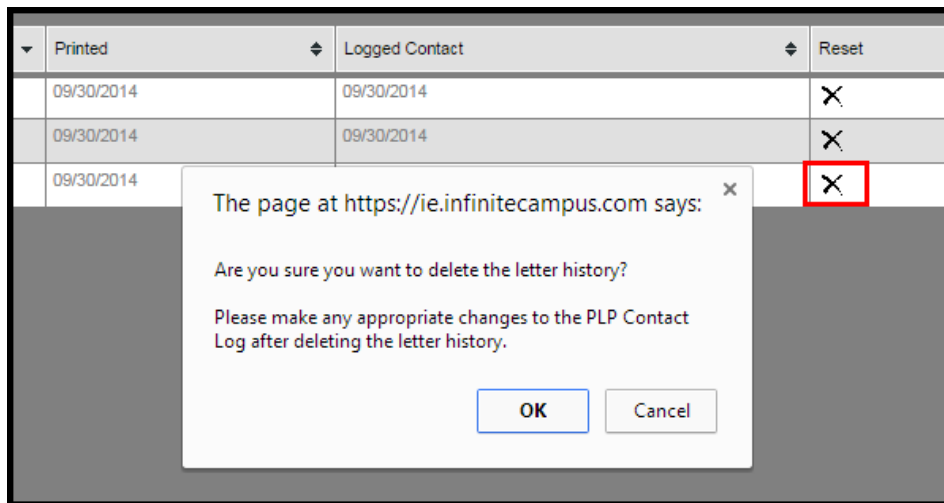 Printed Logged Contact Reset
09/30/2014 09/30/2014
09/30/2014 09/30/2014
09/30/2014
The page at https://ie.infinitecampus.com says:
Are you sure you want to delete the letter history?
Please make any appropriate changes to the PLP Contact
Log after deleting the letter history.
OK Cancel